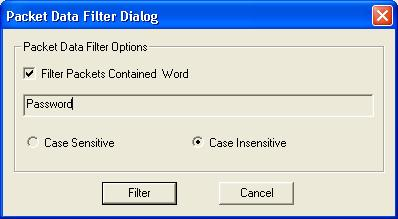 Packet Data Filter Dialog
Packet Data Filter Options
Filter Packets Contained Word
Password
Case Sensitive Case Insensitive
Filter Cancel